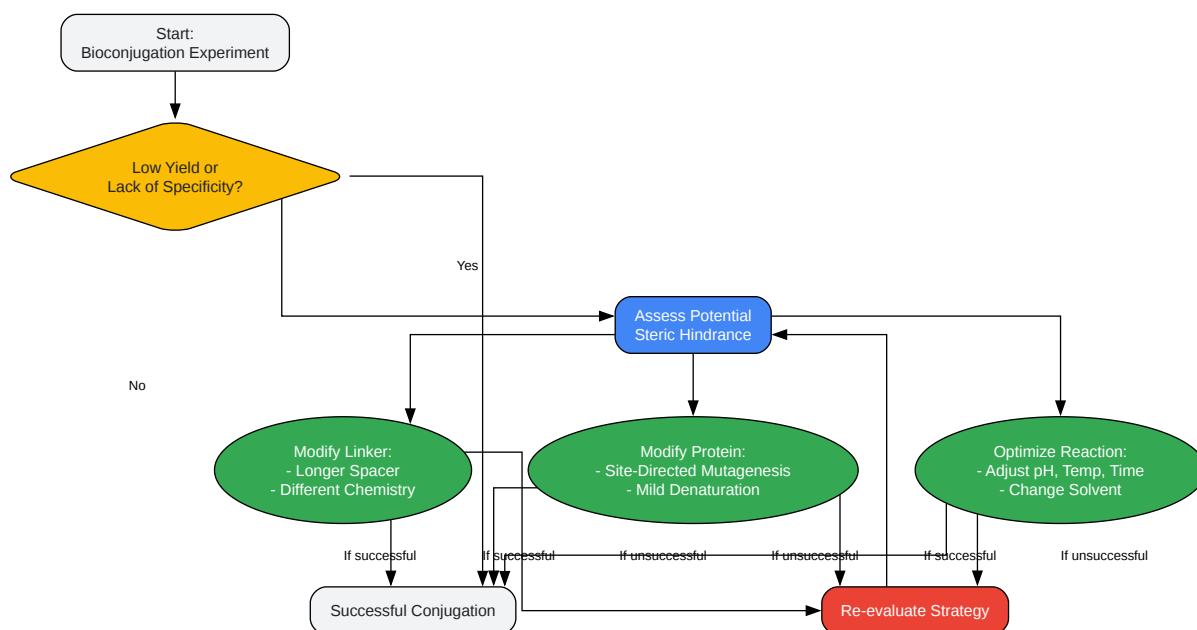 Start:
Bioconjugation Experiment
Low Yield or
Lack of Specificity?
Yes
Assess Potential
Steric Hindrance
No
Modify Linker:
- Longer Spacer
- Different Chemistry
Modify Protein:
- Site-Directed Mutagenesis
- Mild Denaturation
Optimize Reaction:
- Adjust pH, Temp, Time
- Change Solvent
If successful
If successful
If unsuccessful
If unsuccessful
If successful
If unsuccessful
Successful Conjugation
Re-evaluate Strategy